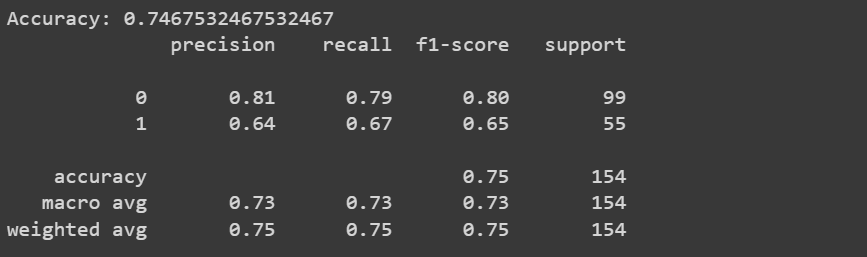 Accuracy: 0.7467532467532467
precision recall f1-score support
0 0.81 0.79 0.80 99
1 0.64 0.67 0.65 55
accuracy 0.75 154
macro avg 0.73 0.73 0.73 154
weighted avg 0.75 0.75 0.75 154